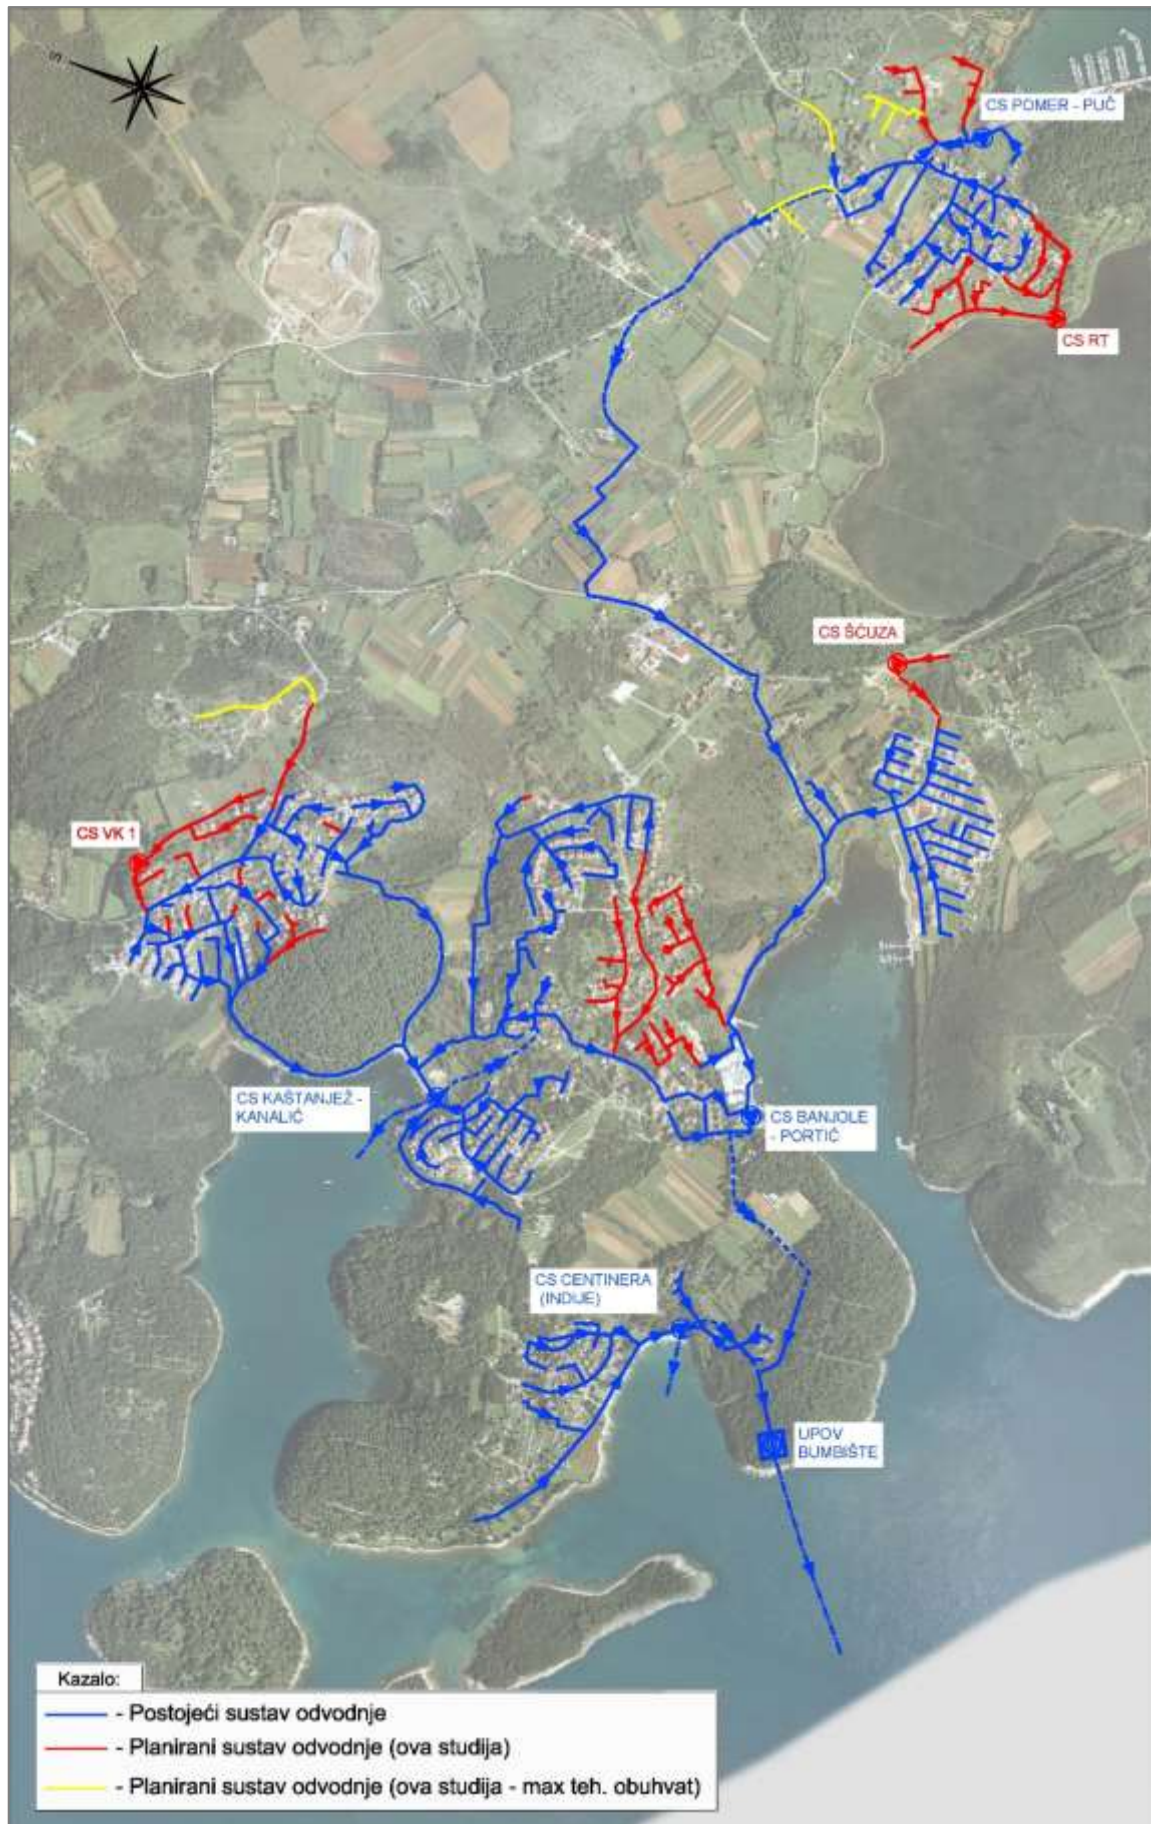 S
CS POMER - PUČ
CS RT
CS ŠĆUZA
CS VK 1
CS KAŠTANJEŽ -
KANALIĆ
CS BANJOLE
- PORTIĆ
CS CENTINERA
(INDIJE)
UPOV
BUMBIŠTE
Kazalo:
- Postojeći sustav odvodnje
- Planirani sustav odvodnje (ova studija)
- Planirani sustav odvodnje (ova studija - max teh. obuhvat)